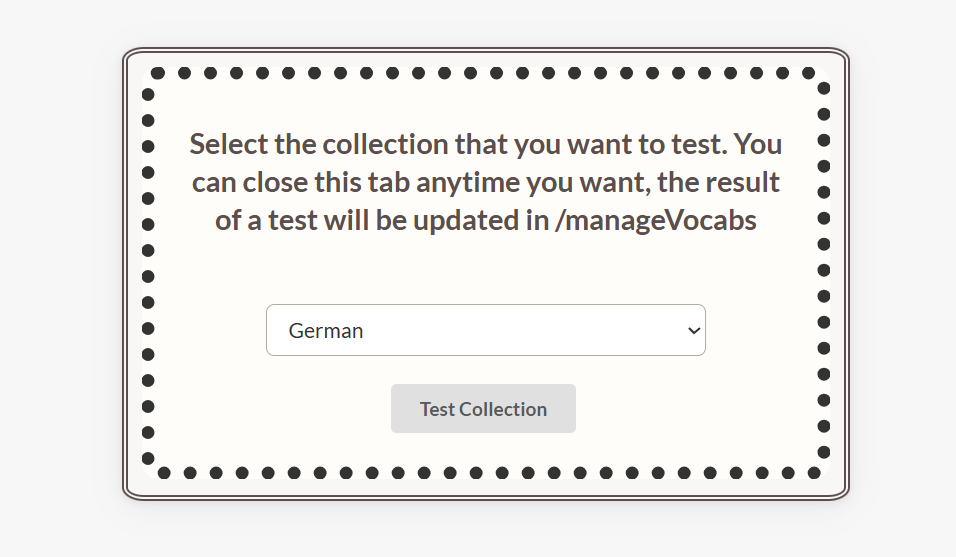 Select the collection that you want to test. You
can close this tab anytime you want, the result
of a test will be updated in /manageVocabs
German
Test Collection